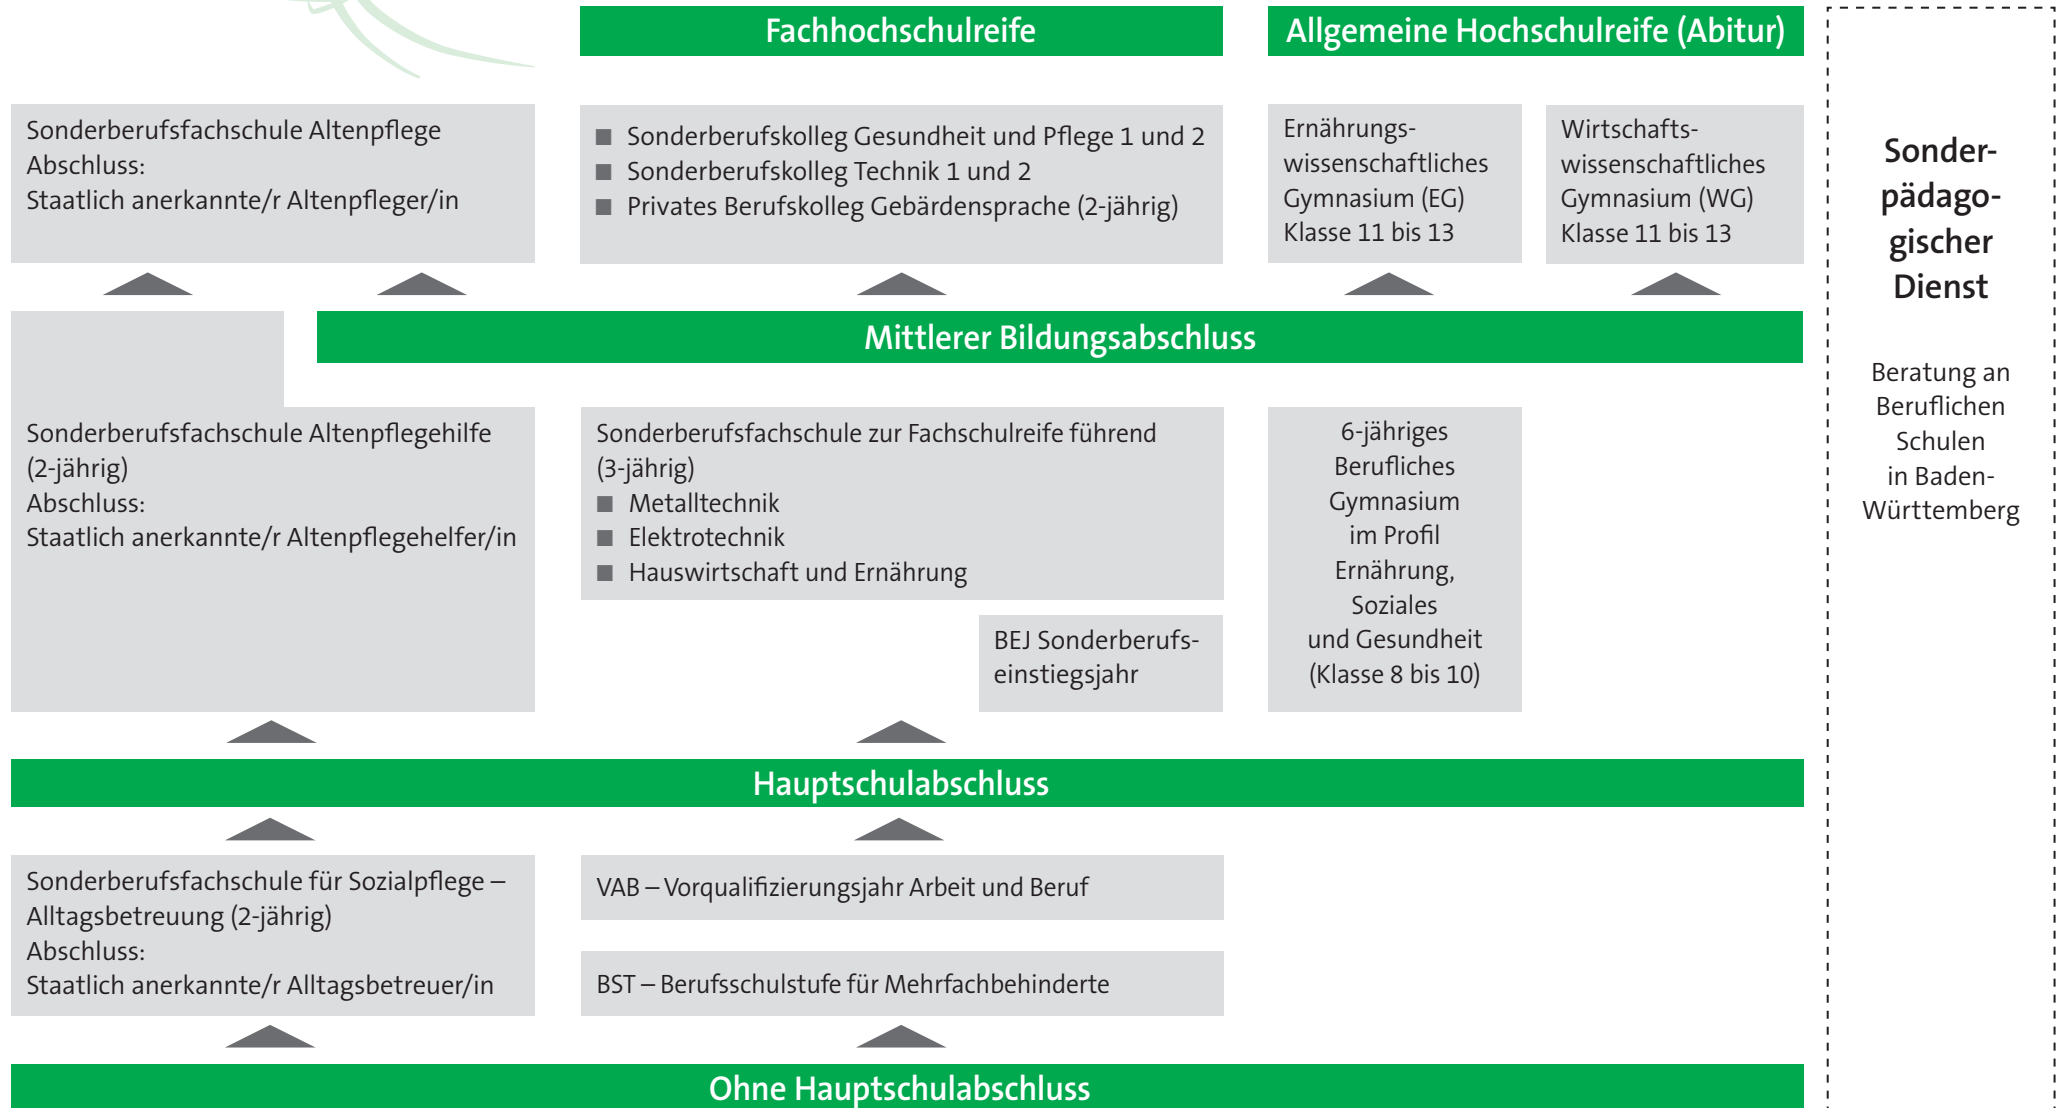 Fachhochschulreife
Allgemeine Hochschulreife (Abitur)
Sonderberufsfachschule Altenpflege
Abschluss:
Staatlich anerkannte/r Altenpfleger/in
■ Sonderberufskolleg Gesundheit und Pflege 1 und 2
■ Sonderberufskolleg Technik 1 und 2
■ Privates Berufskolleg Gebärdensprache (2-jährig)
Ernährungs-
wissenschaftliches
Gymnasium (EG)
Klasse 11 bis 13
Wirtschafts-
wissenschaftliches
Gymnasium (WG)
Klasse 11 bis 13
Mittlerer Bildungsabschluss
Sonderberufsfachschule Altenpflegehilfe
(2-jährig)
Abschluss:
Staatlich anerkannte/r Altenpflegehelfer/in
Sonderberufsfachschule zur Fachschulreife führend
(3-jährig)
■ Metalltechnik
■ Elektrotechnik
■ Hauswirtschaft und Ernährung
BEJ Sonderberufs-
einstiegsjahr
6-jähriges
Berufliches
Gymnasium
im Profil
Ernährung,
Soziales
und Gesundheit
(Klasse 8 bis 10)
Hauptschulabschluss
Sonderberufsfachschule für Sozialpflege –
Alltagsbetreuung (2-jährig)
Abschluss:
Staatlich anerkannte/r Alltagsbetreuer/in
VAB – Vorqualifizierungsjahr Arbeit und Beruf
BST – Berufsschulstufe für Mehrfachbehinderte
Ohne Hauptschulabschluss
Sonder-
pädago-
gischer
Dienst
Beratung an
Beruflichen
Schulen
in Baden-
Württemberg